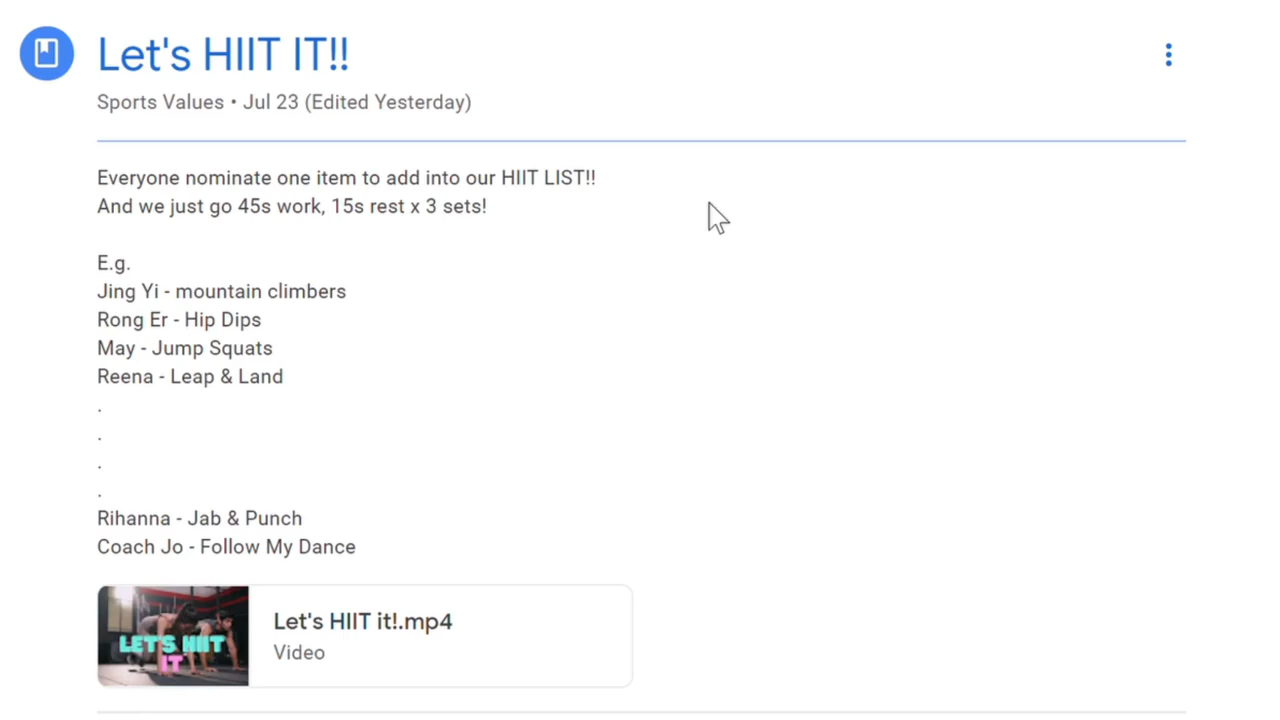 Let's HIIT IT!!
Sports Values • Jul 23 (Edited Yesterday)
Everyone nominate one item to add into our HIIT LIST!!
And we just go 45s work, 15s rest x 3 sets!
E.g.
Jing Yi - mountain climbers
Rong Er - Hip Dips
May - Jump Squats
Reena - Leap & Land
.
.
.
.
Rihanna - Jab & Punch
Coach Jo - Follow My Dance
LET'S HIIT
IT
Let's HIIT it!.mp4
Video